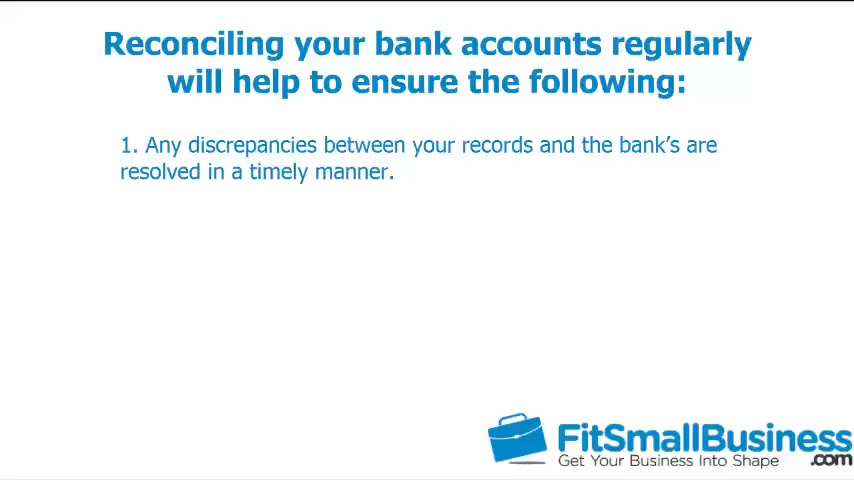 Reconciling your bank accounts regularly
will help to ensure the following:
1. Any discrepancies between your records and the bank's are
resolved in a timely manner.
FitSmallBusiness
Get Your Business Into Shape .com